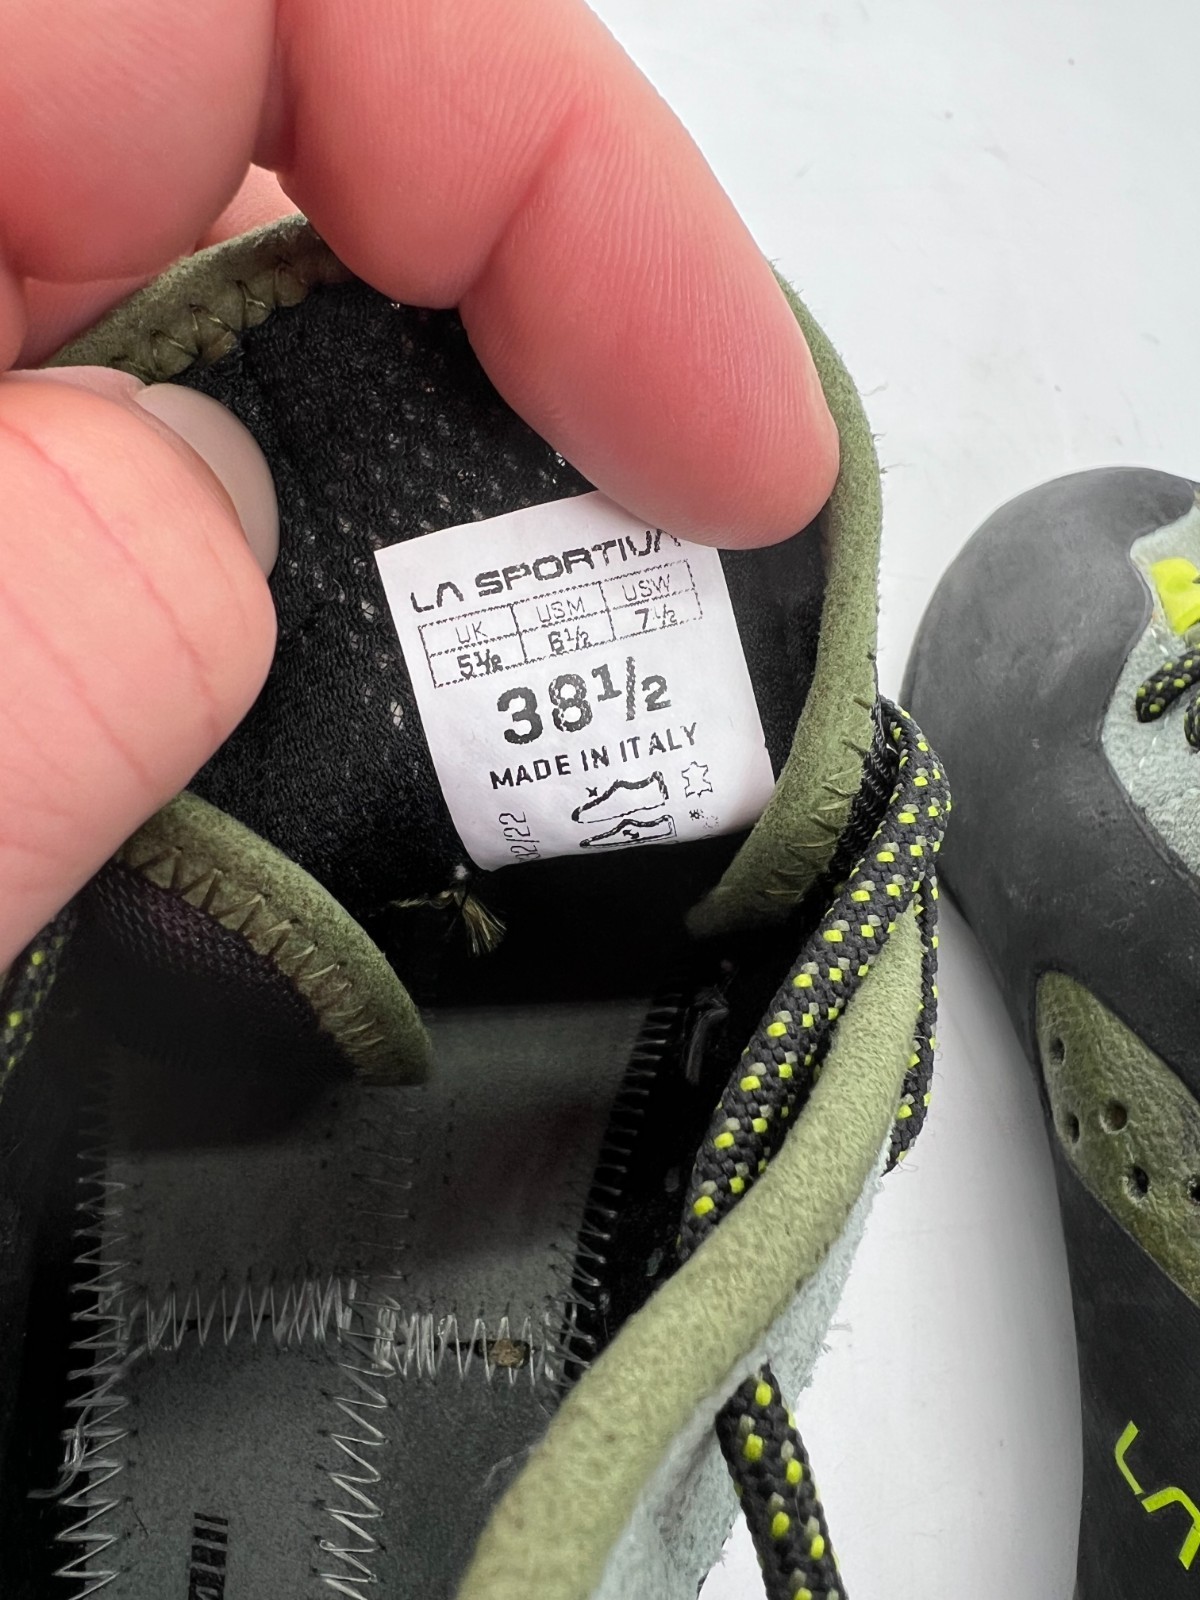 LA SPORTIVA
UK USM USW
5½ 6½ 7½
38½
MADE IN ITALY